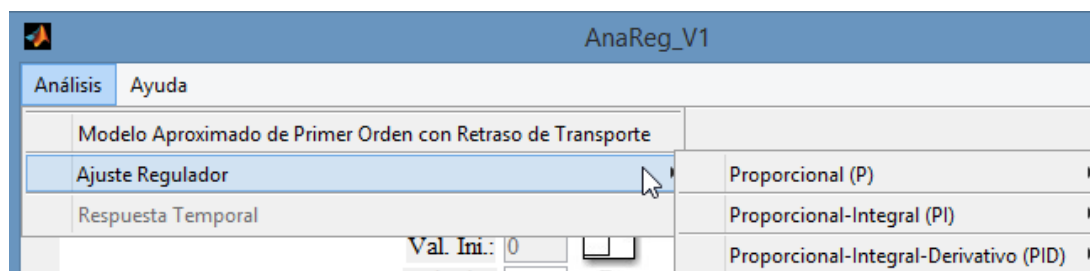 AnaReg_V1
Análisis Ayuda
Modelo Aproximado de Primer Orden con Retraso de Transporte
Ajuste Regulador
Proporcional (P)
Respuesta Temporal
Proporcional-Integral (PI)
Val. Ini.: 0
Proporcional-Integral-Derivativo (PID)